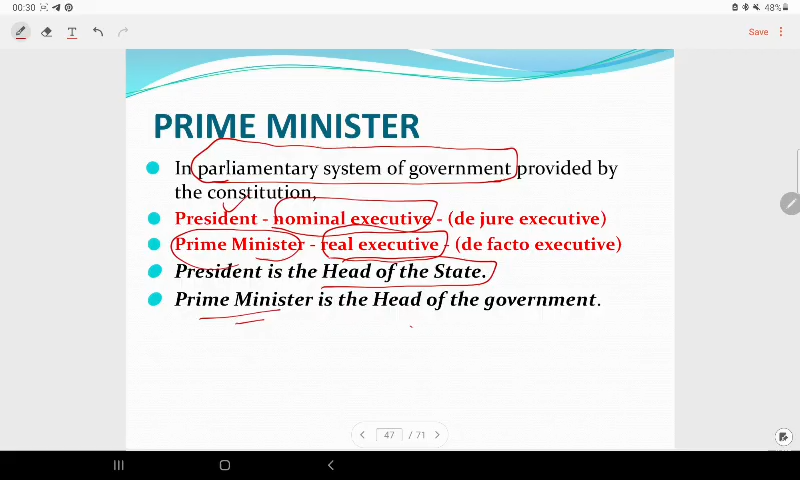 00:30
48%
T
Save
PRIME MINISTER
In parliamentary system of government provided by
the constitution,
President - nominal executive - (de jure executive)
Prime Minister - real executive - (de facto executive)
President is the Head of the State.
Prime Minister is the Head of the government.
47 / 71